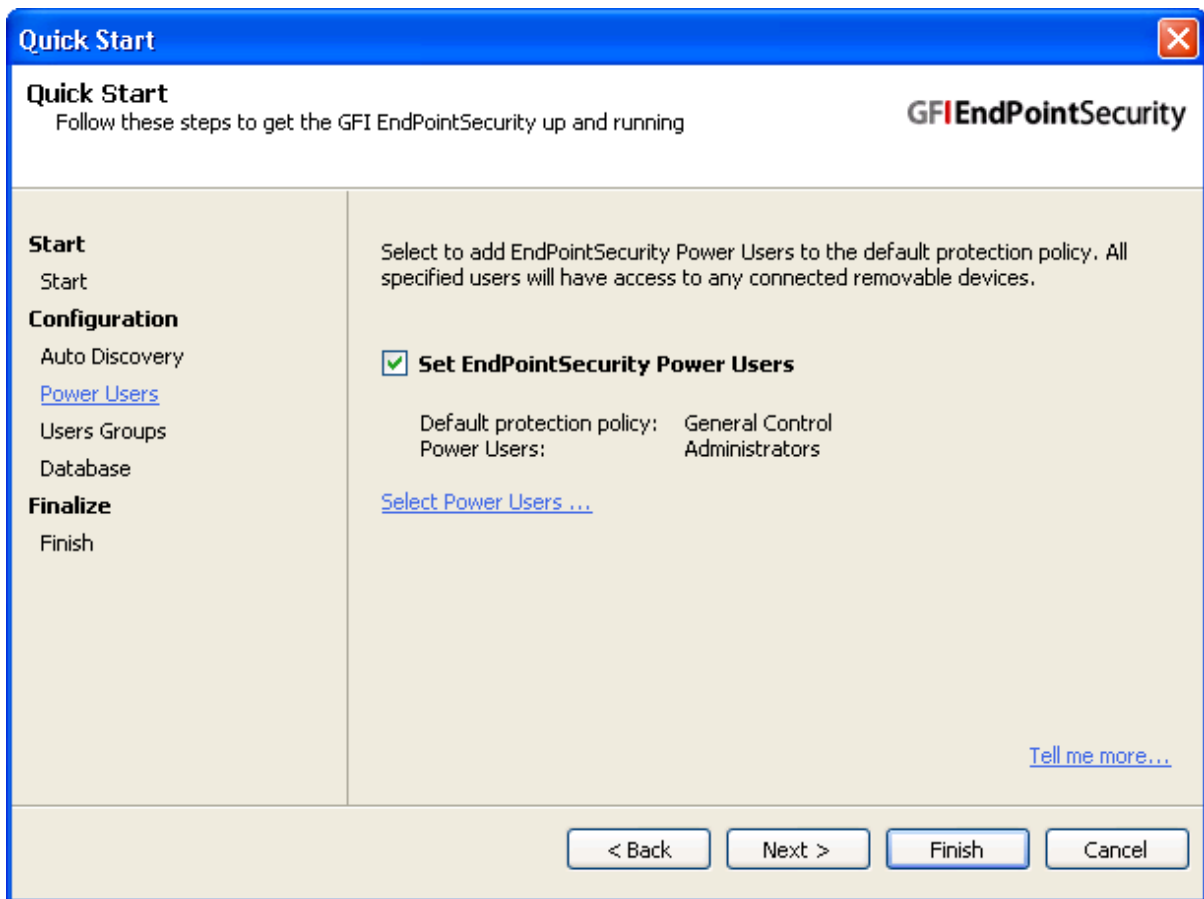 Quick Start
Quick Start
Follow these steps to get the GFI EndPointSecurity up and running
GFI EndPointSecurity
Start
Start
Configuration
Auto Discovery
Power Users
Users Groups
Database
Finalize
Finish
Select to add EndPointSecurity Power Users to the default protection policy. All
specified users will have access to any connected removable devices.
Set EndPointSecurity Power Users
Default protection policy: General Control
Power Users: Administrators
Select Power Users ...
Tell me more...
< Back Next > Finish Cancel